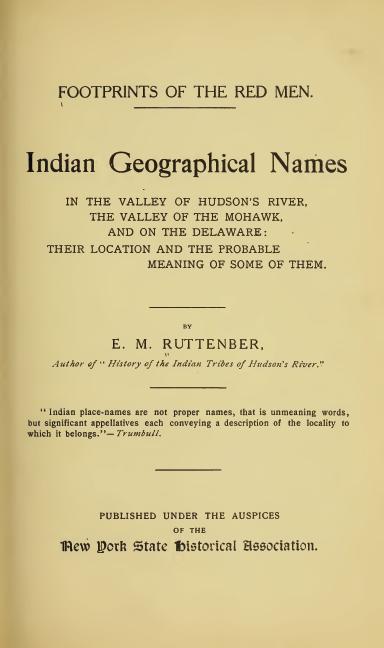 FOOTPRINTS OF THE RED MEN.
Indian Geographical Names
IN THE VALLEY OF HUDSON'S RIVER,
THE VALLEY OF THE MOHAWK,
AND ON THE DELAWARE:
THEIR LOCATION AND THE PROBABLE
MEANING OF SOME OF THEM.
BY
E. M. RUTTENBER,
Author of "History of the Indian Tribes of Hudson's River."
"Indian place-names are not proper names, that is unmeaning words,
but significant appellatives each conveying a description of the locality to
which it belongs."—Trumbull.
PUBLISHED UNDER THE AUSPICES
OF THE
New York State Historical Association.